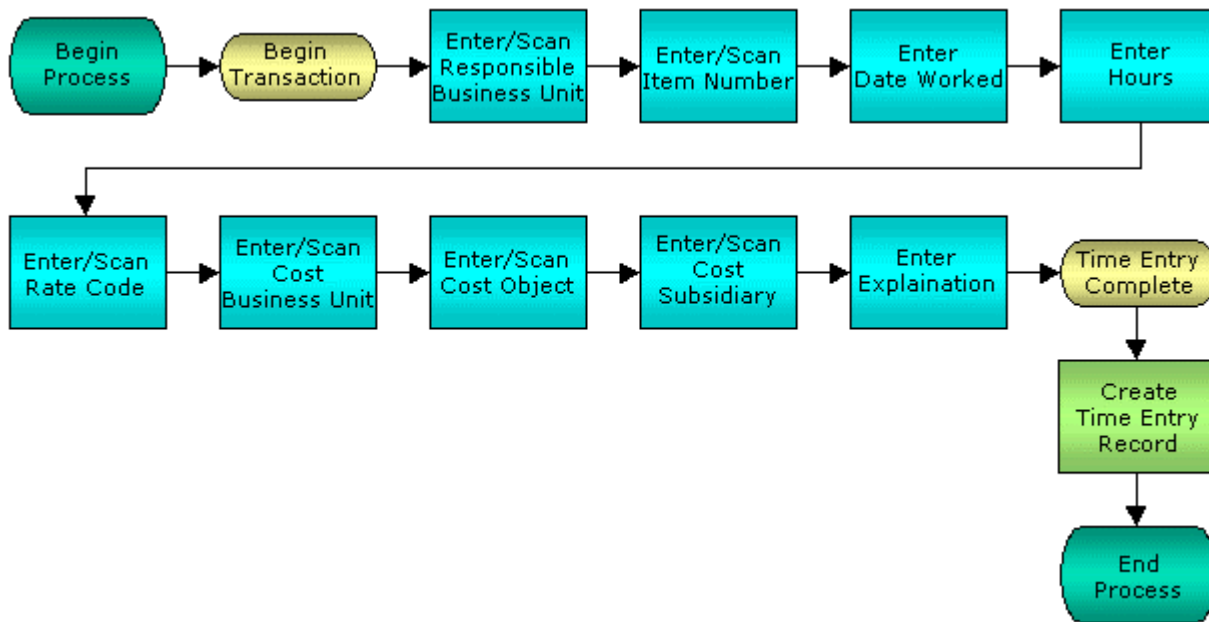 Begin
Process
Begin
Transaction
Enter/Scan
Responsible
Business Unit
Enter/Scan
Item Number
Enter
Date Worked
Enter
Hours
Enter/Scan
Rate Code
Enter/Scan
Cost
Business Unit
Enter/Scan
Cost Object
Enter/Scan
Cost
Subsidiary
Enter
Explaination
Time Entry
Complete
Create
Time Entry
Record
End
Process